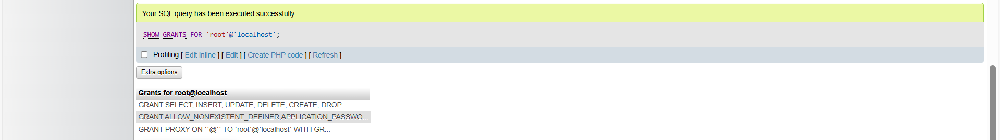 Your SQL query has been executed successfully.
SHOW GRANTS FOR 'root'@'localhost';
Profiling [ Edit inline ] [ Edit ] [ Create PHP code ] [ Refresh ]
Extra options
Grants for root@localhost
GRANT SELECT, INSERT, UPDATE, DELETE, CREATE, DROP...
GRANT ALLOW_NONEXISTENT_DEFINER,APPLICATION_PASSWO...
GRANT PROXY ON ``@`` TO `root`@`localhost` WITH GR...